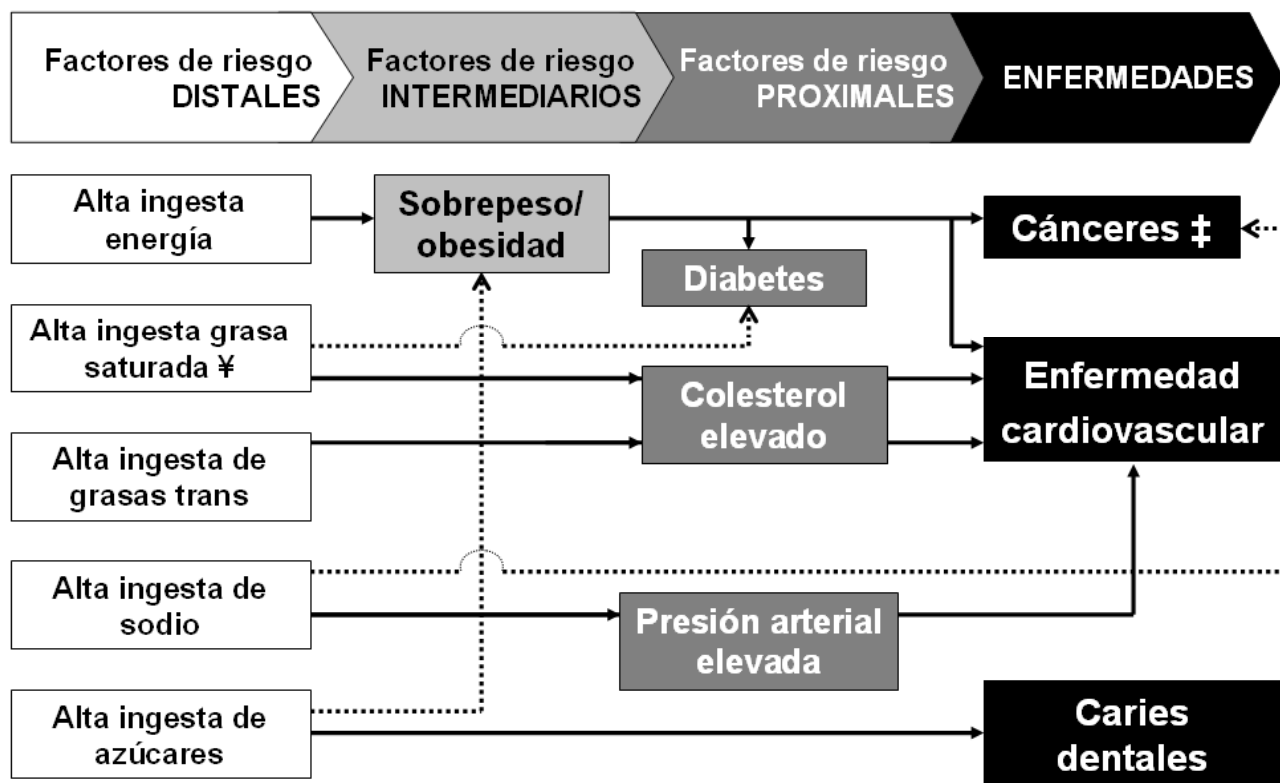 Factores de riesgo
DISTALES
Factores de riesgo
INTERMEDIARIOS
Factores de riesgo
PROXIMALES
ENFERMEDADES
Alta ingesta
energía
Sobrepeso/
obesidad
Cánceres ‡
Diabetes
Alta ingesta grasa
saturada ¥
Colesterol
elevado
Enfermedad
cardiovascular
Alta ingesta de
grasas trans
Alta ingesta de
sodio
Presión arterial
elevada
Alta ingesta de
azúcares
Caries
dentales